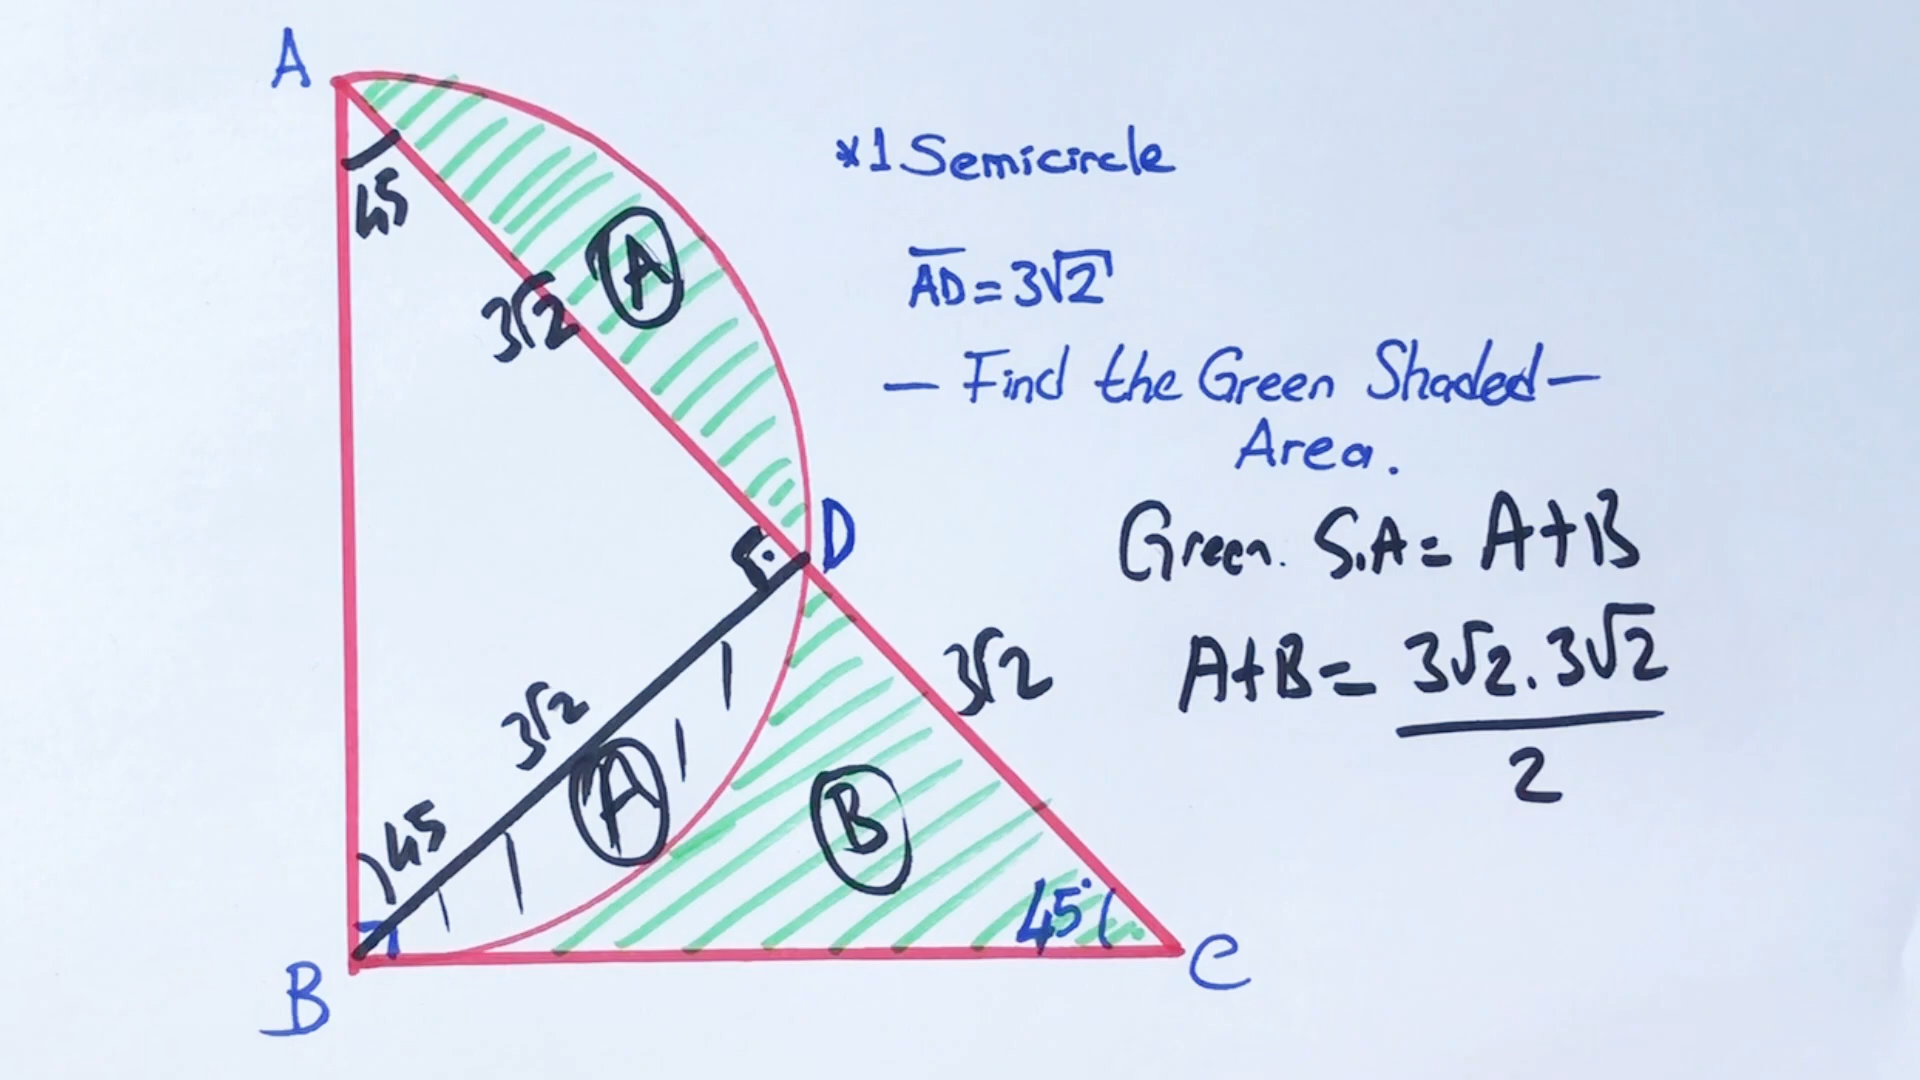 A
45
3√2
A
*1 Semicircle
AD = 3√2
— Find the Green Shaded —
Area.
D
Green. S.A = A+B
A+B = 3√2 . 3√2
2
3√2
3√2
A
B
45
45°
B
C